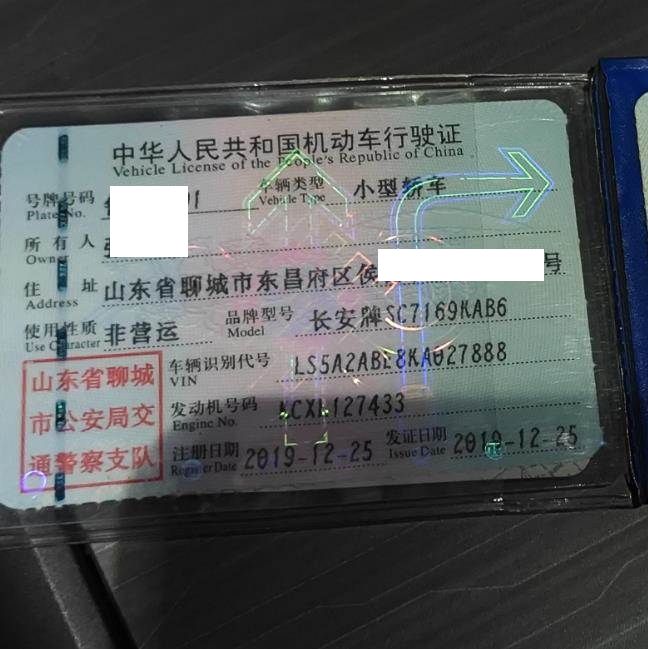 中华人民共和国机动车行驶证
Vehicle License of the People's Republic of China
号牌号码 车辆类型 小型轿车
Plate No. Vehicle Type
所有人
Owner
住址 山东省聊城市东昌府区侯 号
Address
使用性质 非营运 品牌型号 长安牌SC7169KAB6
Use Character Model
山东省聊城
市公安局交
通警察支队
车辆识别代号 LS5A2ABE8KA027888
VIN
发动机号码 CXK127433
Engine No.
注册日期 2019-12-25 发证日期 2019-12-25
Register Date Issue Date